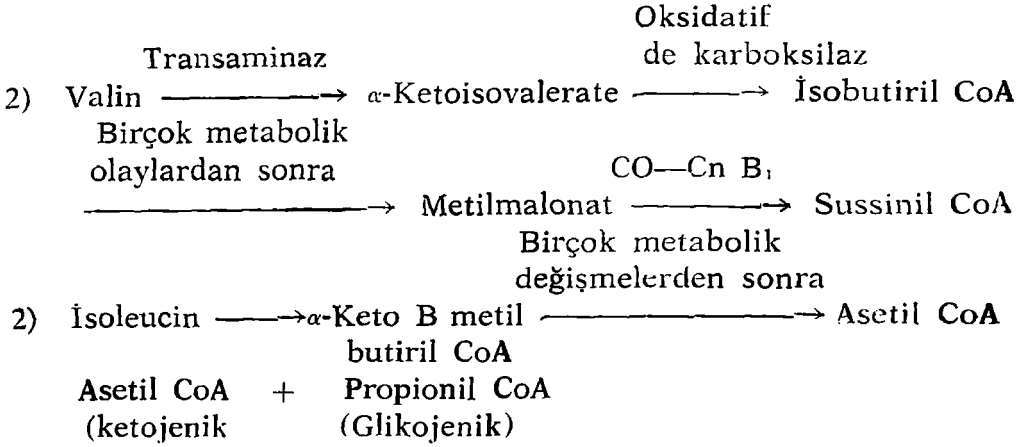 Oksidatif
Transaminaz de karboksilaz
2) Valin ⟶ α-Ketoisovalerate ⟶ İsobutiril CoA
Birçok metabolik
olaylardan sonra CO—Cn B₁
⟶ Metilmalonat ⟶ Sussinil CoA
Birçok metabolik
değişmelerden sonra
2) İsoleucin ⟶ α-Keto B metil ⟶ Asetil CoA
butiril CoA
Asetil CoA + Propionil CoA
(ketojenik (Glikojenik)